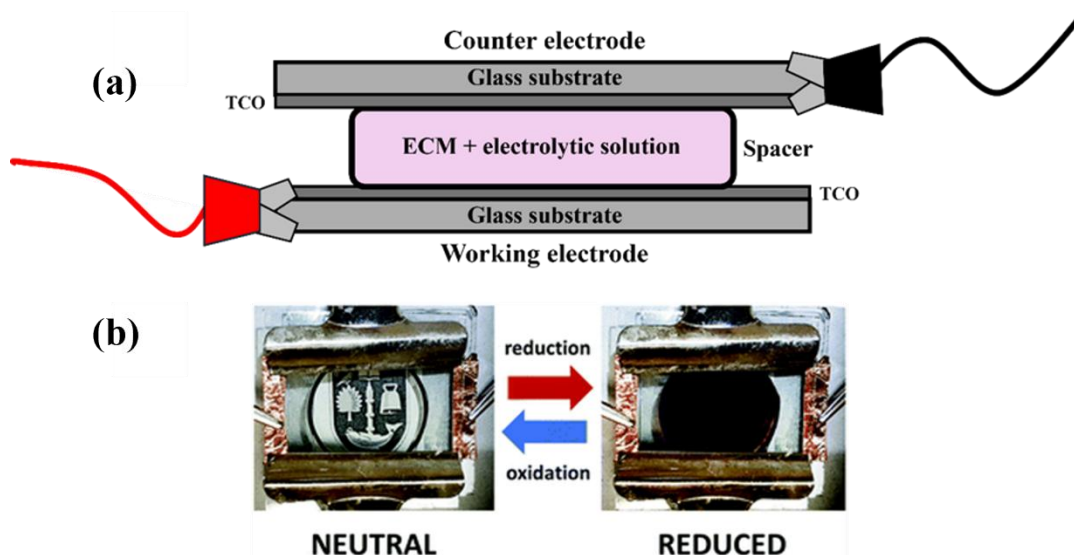 (a)
Counter electrode
Glass substrate
TCO
ECM + electrolytic solution
Spacer
TCO
Glass substrate
Working electrode
(b)
reduction
oxidation
NEUTRAL
REDUCED